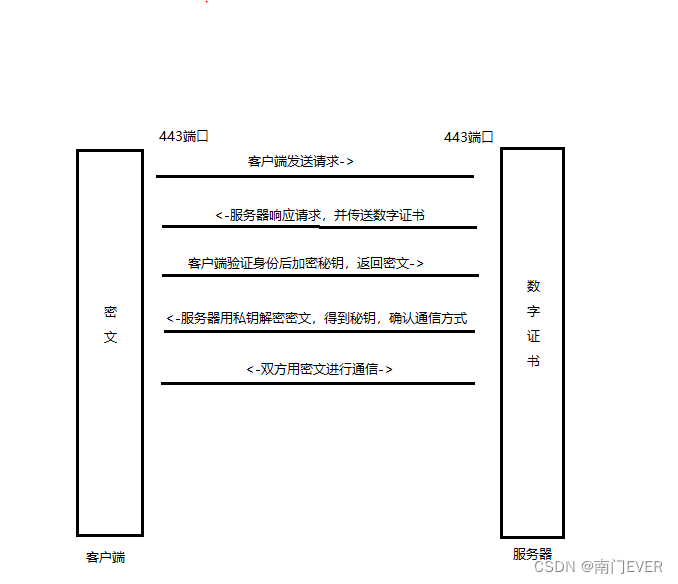 443端口
443端口
客户端发送请求->
<-服务器响应请求，并传送数字证书
客户端验证身份后加密秘钥，返回密文->
<-服务器用私钥解密密文，得到秘钥，确认通信方式
<-双方用密文进行通信->
密
文
数
字
证
书
客户端
服务器
CSDN @南门EVER